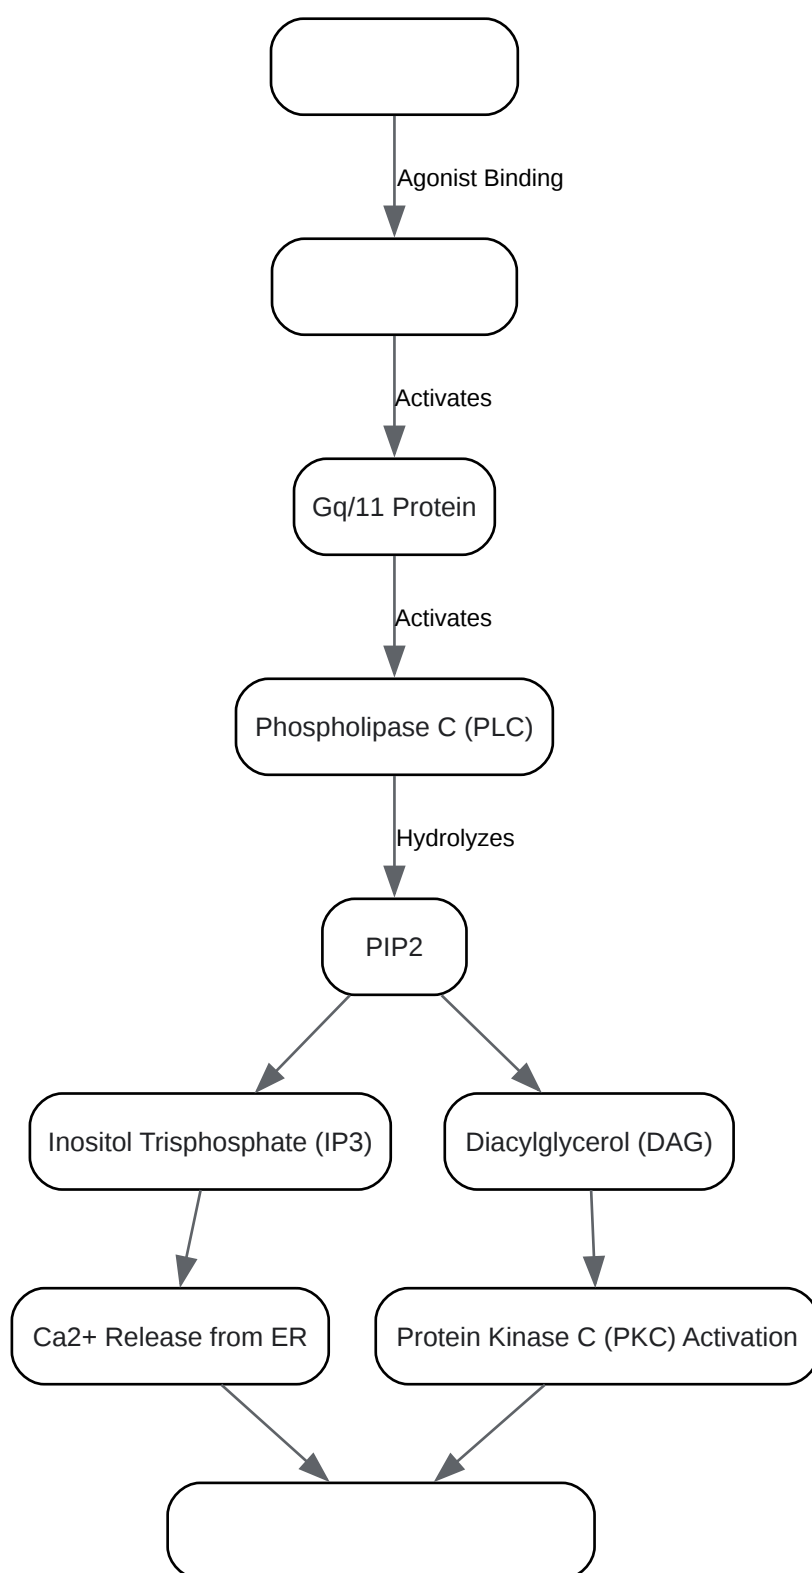 Agonist Binding
Activates
Gq/11 Protein
Activates
Phospholipase C (PLC)
Hydrolyzes
PIP2
Inositol Trisphosphate (IP3)
Diacylglycerol (DAG)
Ca2+ Release from ER
Protein Kinase C (PKC) Activation